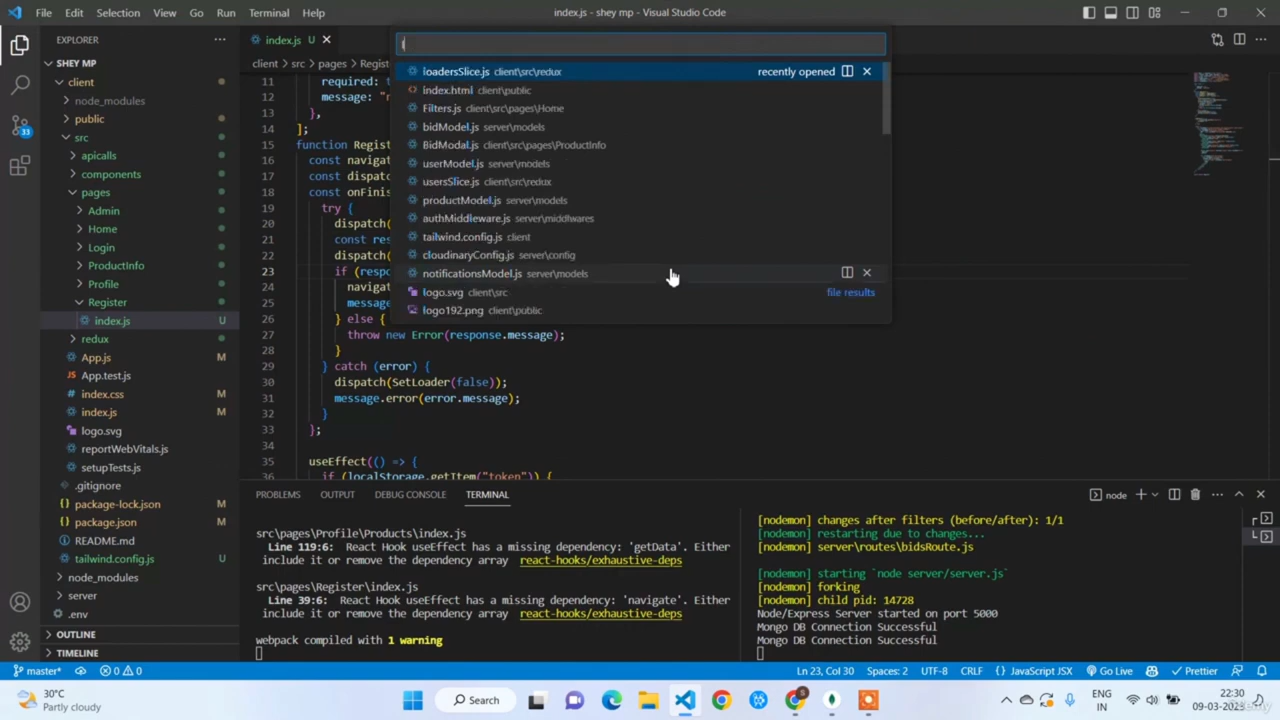 File Edit Selection View Go Run Terminal Help
index.js - shey mp - Visual Studio Code
EXPLORER
SHEY MP
client
node_modules
public
src
apicalls
components
pages
Admin
Home
Login
ProductInfo
Profile
Register
index.js U
redux
App.js M
App.test.js
index.css M
index.js M
logo.svg
reportWebVitals.js
setupTests.js
.gitignore
package-lock.json M
package.json M
README.md
tailwind.config.js U
node_modules
server
.env
OUTLINE
TIMELINE
33
index.js U
client > src > pages > Regist
loadersSlice.js client\src\redux recently opened
index.html client\public
Filters.js client\src\pages\Home
bidModel.js server\models
BidModal.js client\src\pages\ProductInfo
userModel.js server\models
usersSlice.js client\src\redux
productModel.js server\models
authMiddleware.js server\middlwares
tailwind.config.js client
cloudinaryConfig.js server\config
notificationsModel.js server\models
logo.svg client\src file results
logo192.png client\public
11 required: t
12 message: "r
13 },
14 ];
15 function Regist
16 const navigat
17 const dispatc
18 const onFinis
19 try {
20 dispatch(
21 const res
22 dispatch(
23 if (respo
24 navigat
25 message
26 } else {
27 throw new Error(response.message);
28 }
29 } catch (error) {
30 dispatch(SetLoader(false));
31 message.error(error.message);
32 }
33 };
34
35 useEffect(() => {
36 if (localStorage.getItem("token")) {
PROBLEMS OUTPUT DEBUG CONSOLE TERMINAL
node
src\pages\Profile\Products\index.js
Line 119:6: React Hook useEffect has a missing dependency: 'getData'. Either
include it or remove the dependency array react-hooks/exhaustive-deps
src\pages\Register\index.js
Line 39:6: React Hook useEffect has a missing dependency: 'navigate'. Either
include it or remove the dependency array react-hooks/exhaustive-deps
webpack compiled with 1 warning
[nodemon] changes after filters (before/after): 1/1
[nodemon] restarting due to changes...
[nodemon] server\routes\bidsRoute.js
[nodemon] starting `node server/server.js`
[nodemon] forking
[nodemon] child pid: 14728
Node/Express Server started on port 5000
Mongo DB Connection Successful
Mongo DB Connection Successful
master* 0 0
Ln 23, Col 30 Spaces: 2 UTF-8 CRLF JavaScript JSX Go Live Prettier
30°C
Partly cloudy
Search
ENG
IN
22:30
09-03-2023